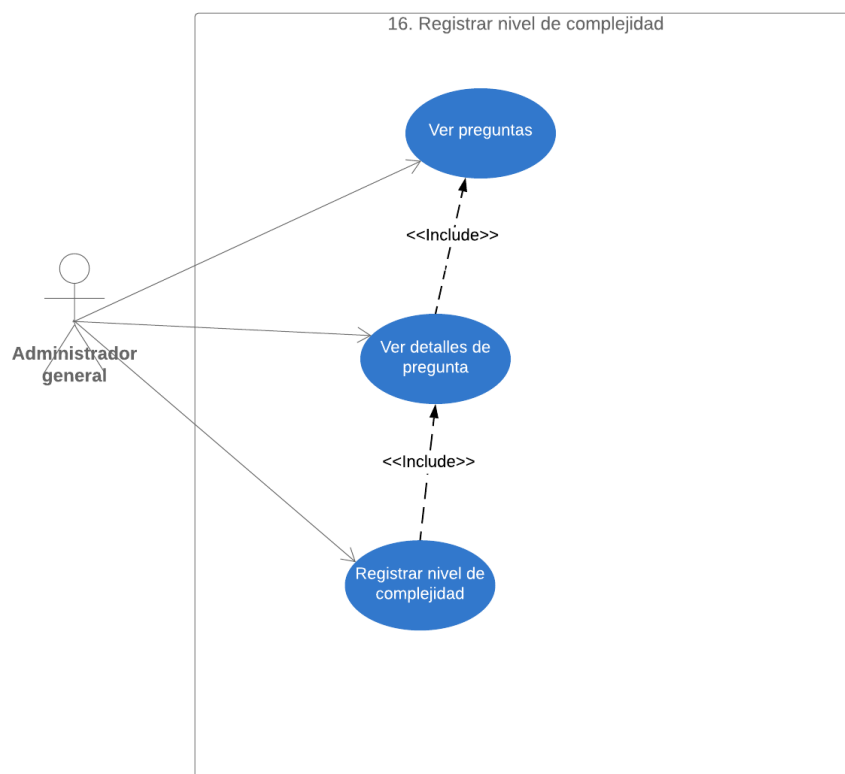 16. Registrar nivel de complejidad
Ver preguntas
<<Include>>
Administrador
general
Ver detalles de
pregunta
<<Include>>
Registrar nivel de
complejidad